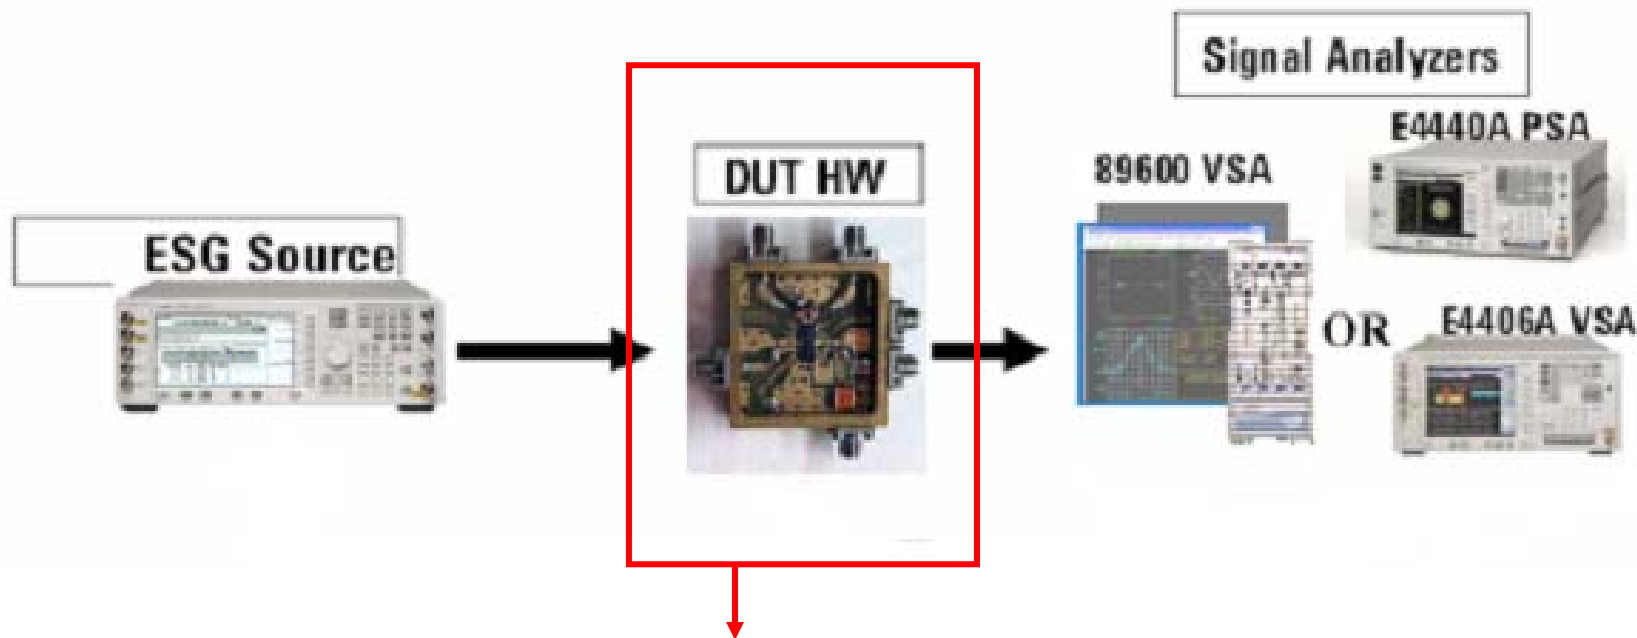 Signal Analyzers
E4440A PSA
DUT HW
89600 VSA
ESG Source
OR
E4406A VSA